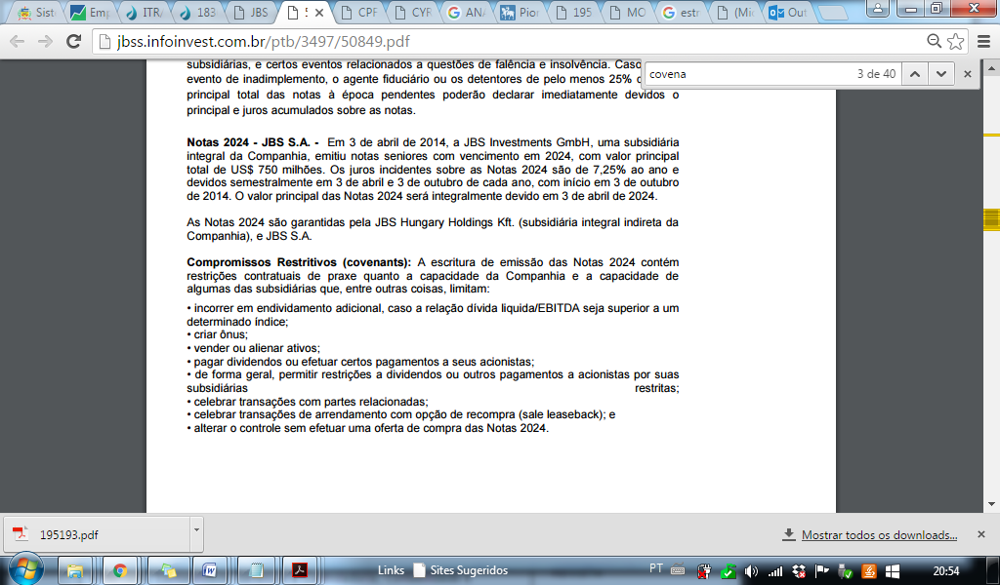 Sist
Emp
ITR
183
JBS
CPF
CYR
ANA
Pior
195
MO
estr
(Mic
Out
jbss.infoinvest.com.br/ptb/3497/50849.pdf
covena
3 de 40
subsidiárias, e certos eventos relacionados a questões de falência e insolvência. Caso
evento de inadimplemento, o agente fiduciário ou os detentores de pelo menos 25%
principal total das notas à época pendentes poderão declarar imediatamente devidos o
principal e juros acumulados sobre as notas.
Notas 2024 - JBS S.A. - Em 3 de abril de 2014, a JBS Investments GmbH, uma subsidiária
integral da Companhia, emitiu notas seniores com vencimento em 2024, com valor principal
total de US$ 750 milhões. Os juros incidentes sobre as Notas 2024 são de 7,25% ao ano e
devidos semestralmente em 3 de abril e 3 de outubro de cada ano, com início em 3 de outubro
de 2014. O valor principal das Notas 2024 será integralmente devido em 3 de abril de 2024.
As Notas 2024 são garantidas pela JBS Hungary Holdings Kft. (subsidiária integral indireta da
Companhia), e JBS S.A.
Compromissos Restritivos (covenants): A escritura de emissão das Notas 2024 contém
restrições contratuais de praxe quanto a capacidade da Companhia e a capacidade de
algumas das subsidiárias que, entre outras coisas, limitam:
• incorrer em endividamento adicional, caso a relação dívida liquida/EBITDA seja superior a um
determinado índice;
• criar ônus;
• vender ou alienar ativos;
• pagar dividendos ou efetuar certos pagamentos a seus acionistas;
• de forma geral, permitir restrições a dividendos ou outros pagamentos a acionistas por suas
subsidiárias restritas;
• celebrar transações com partes relacionadas;
• celebrar transações de arrendamento com opção de recompra (sale leaseback); e
• alterar o controle sem efetuar uma oferta de compra das Notas 2024.
195193.pdf
Mostrar todos os downloads...
Links
Sites Sugeridos
PT
20:54